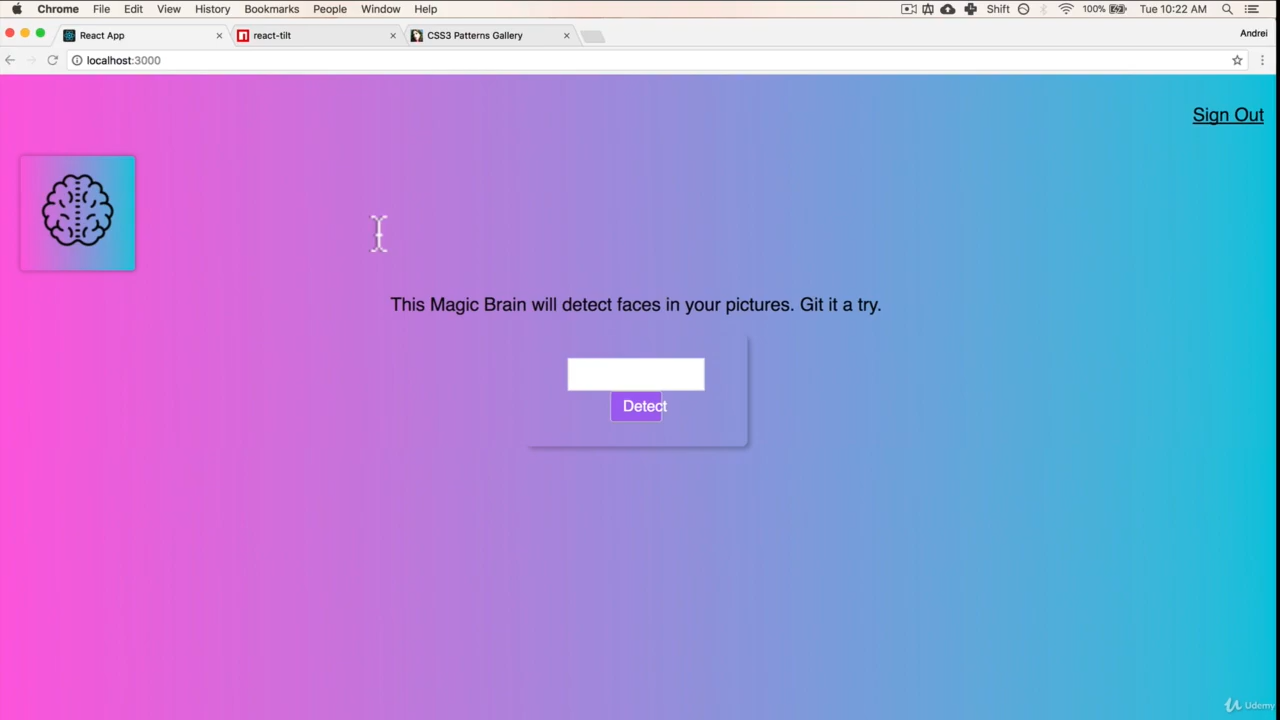 Chrome File Edit View History Bookmarks People Window Help Shift 100% Tue 10:22 AM
React App react-tilt CSS3 Patterns Gallery Andrei
localhost:3000
Sign Out
This Magic Brain will detect faces in your pictures. Git it a try.
Detect
Udemy